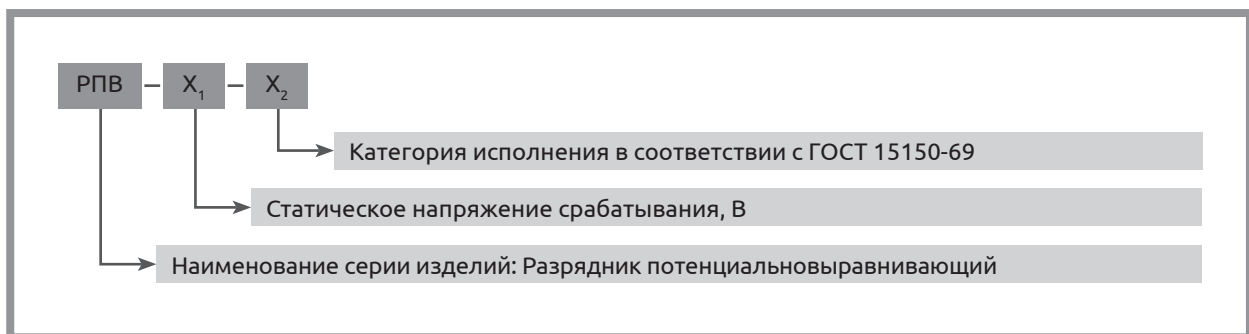 РПВ – X₁ – X₂
Категория исполнения в соответствии с ГОСТ 15150-69
Статическое напряжение срабатывания, В
Наименование серии изделий: Разрядник потенциальновыравнивающий